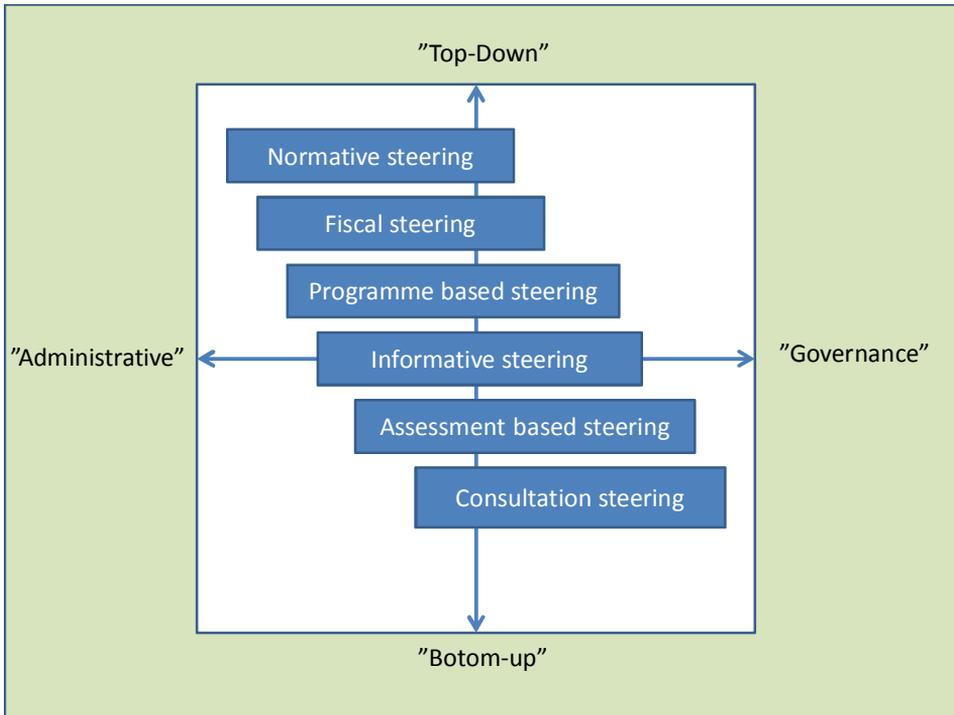 ”Top-Down”
Normative steering
Fiscal steering
Programme based steering
”Administrative”
Informative steering
”Governance”
Assessment based steering
Consultation steering
”Botom-up”